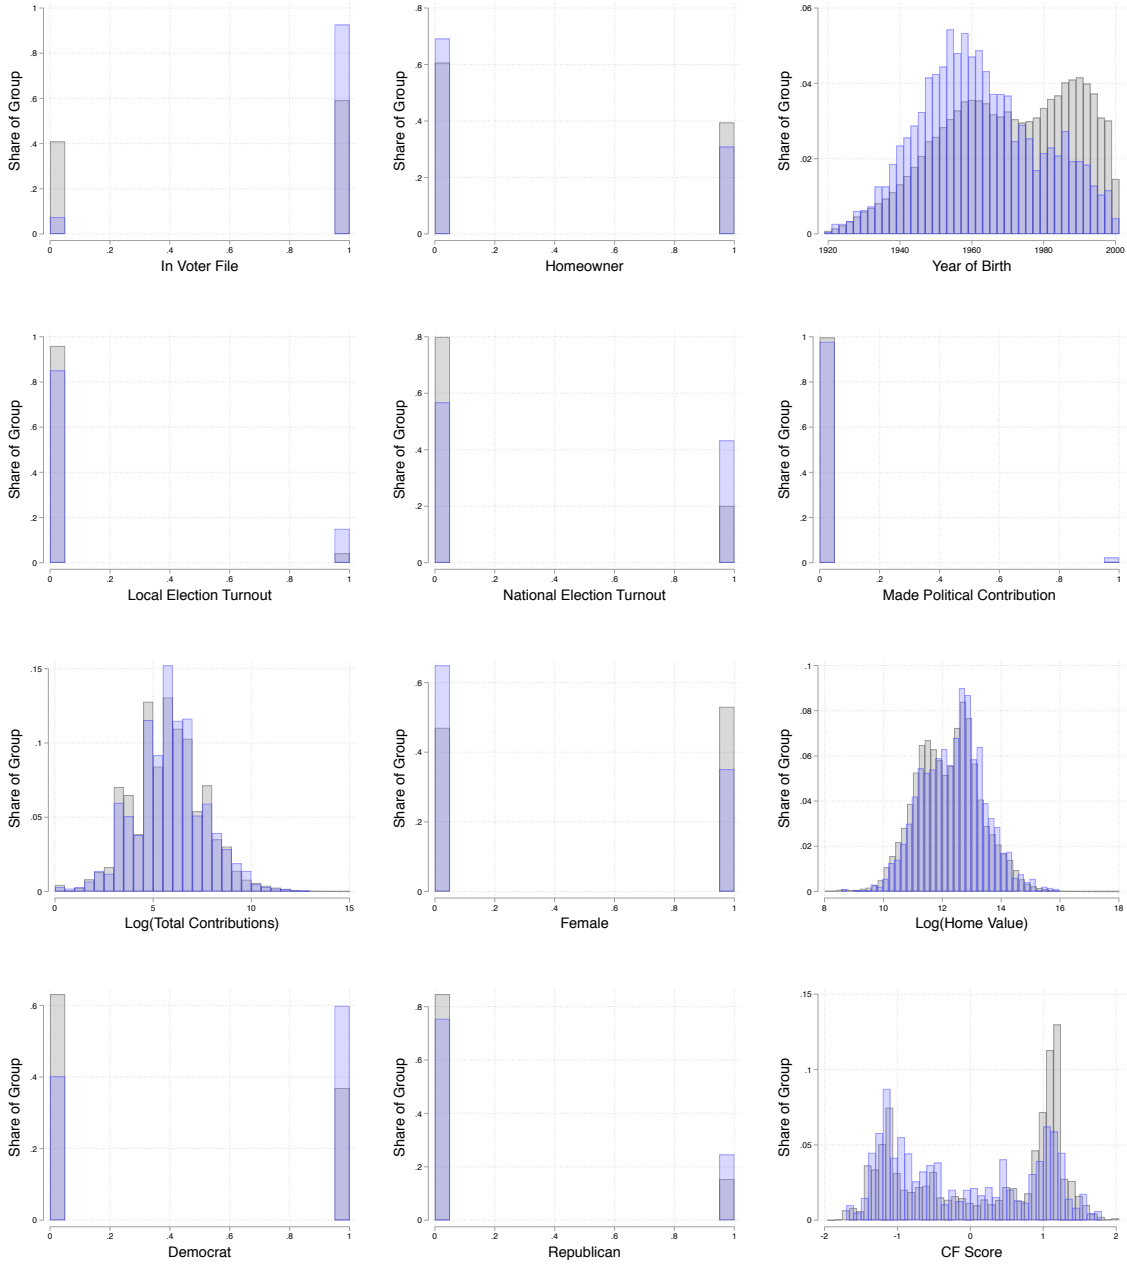 Share of Group
1
.8
.6
.4
.2
0
0 .2 .4 .6 .8 1
In Voter File
Share of Group
.8
.6
.4
.2
0
0 .2 .4 .6 .8 1
Homeowner
Share of Group
.06
.04
.02
0
1920 1940 1960 1980 2000
Year of Birth
Share of Group
1
.8
.6
.4
.2
0
0 .2 .4 .6 .8 1
Local Election Turnout
Share of Group
.8
.6
.4
.2
0
0 .2 .4 .6 .8 1
National Election Turnout
Share of Group
1
.8
.6
.4
.2
0
0 .2 .4 .6 .8 1
Made Political Contribution
Share of Group
.15
.1
.05
0
0 5 10 15
Log(Total Contributions)
Share of Group
.6
.4
.2
0
0 .2 .4 .6 .8 1
Female
Share of Group
.1
.08
.06
.04
.02
0
8 10 12 14 16 18
Log(Home Value)
Share of Group
.6
.4
.2
0
0 .2 .4 .6 .8 1
Democrat
Share of Group
.8
.6
.4
.2
0
0 .2 .4 .6 .8 1
Republican
Share of Group
.15
.1
.05
0
-2 -1 0 1 2
CF Score